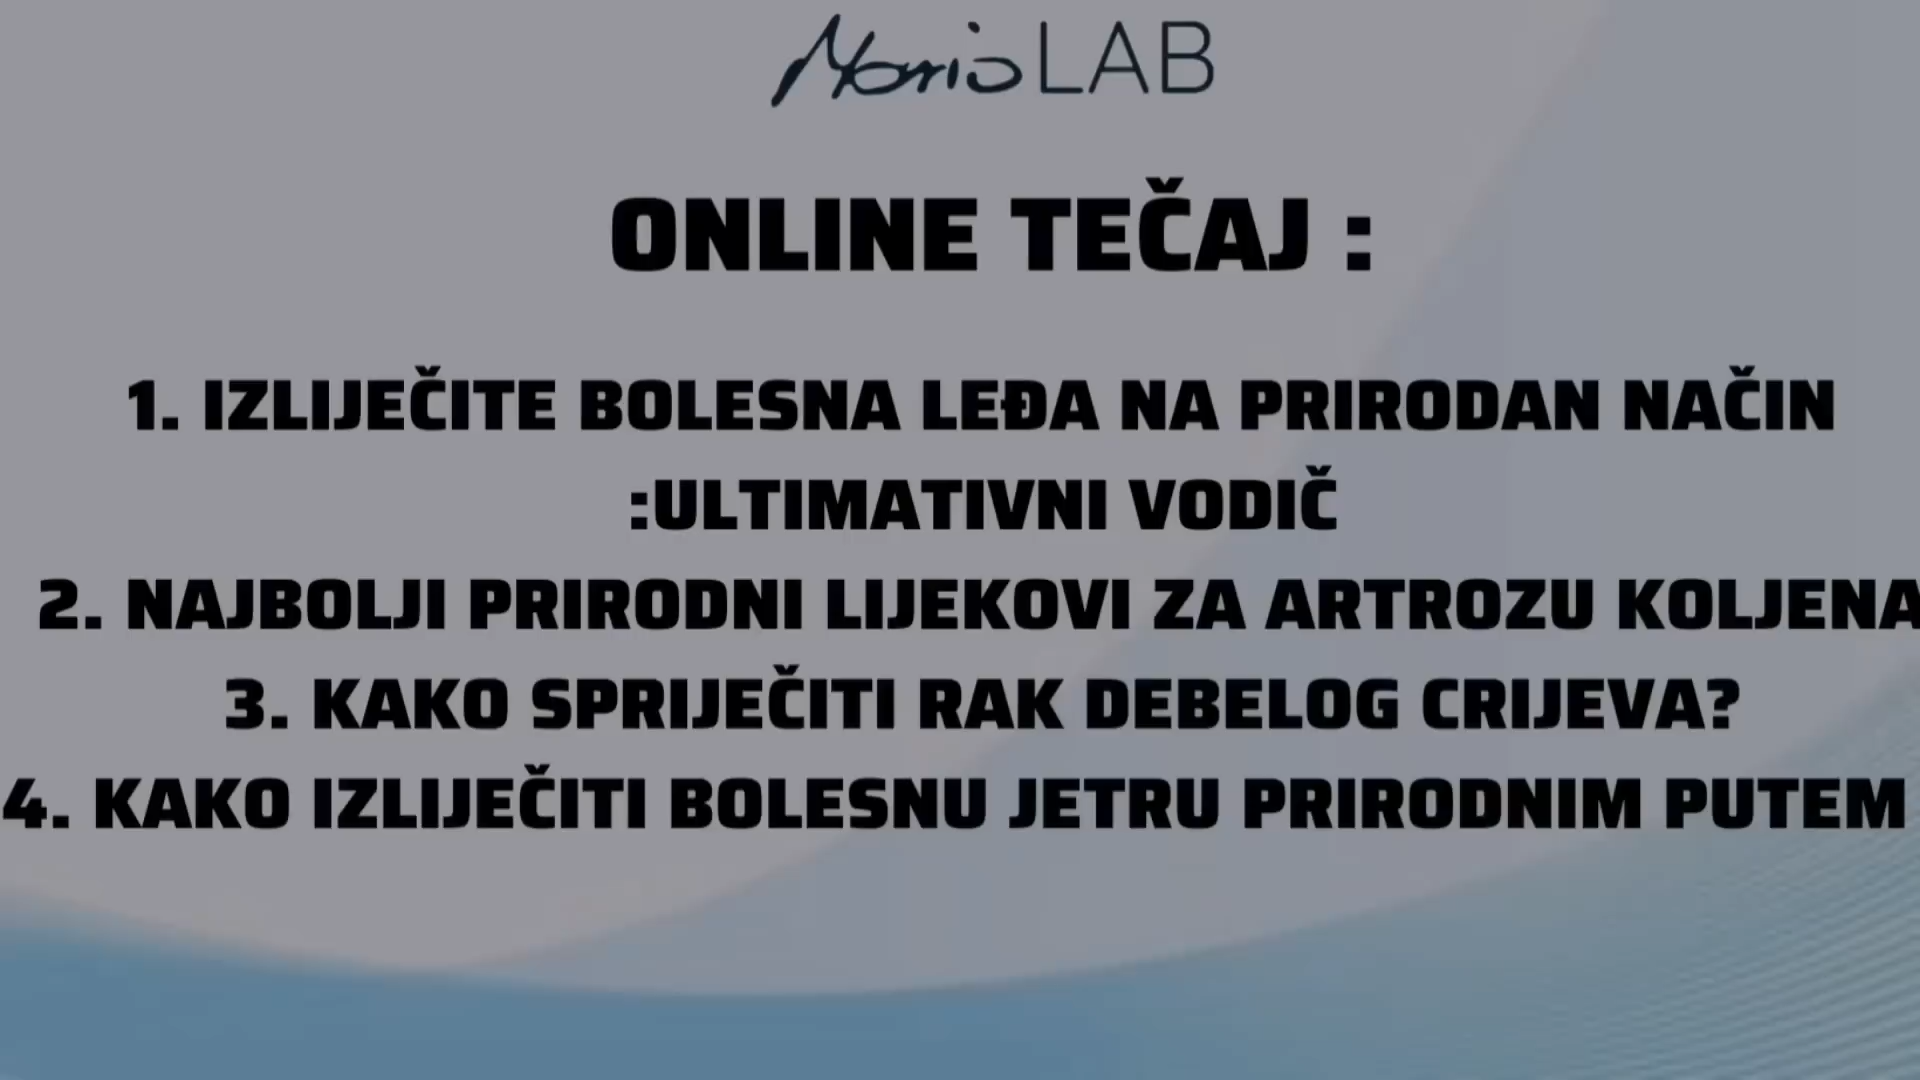 Morris LAB
ONLINE TEČAJ :
1. IZLIJEČITE BOLESNA LEĐA NA PRIRODAN NAČIN
:ULTIMATIVNI VODIČ
2. NAJBOLJI PRIRODNI LIJEKOVI ZA ARTROZU KOLJENA
3. KAKO SPRIJEČITI RAK DEBELOG CRIJEVA?
4. KAKO IZLIJEČITI BOLESNU JETRU PRIRODNIM PUTEM